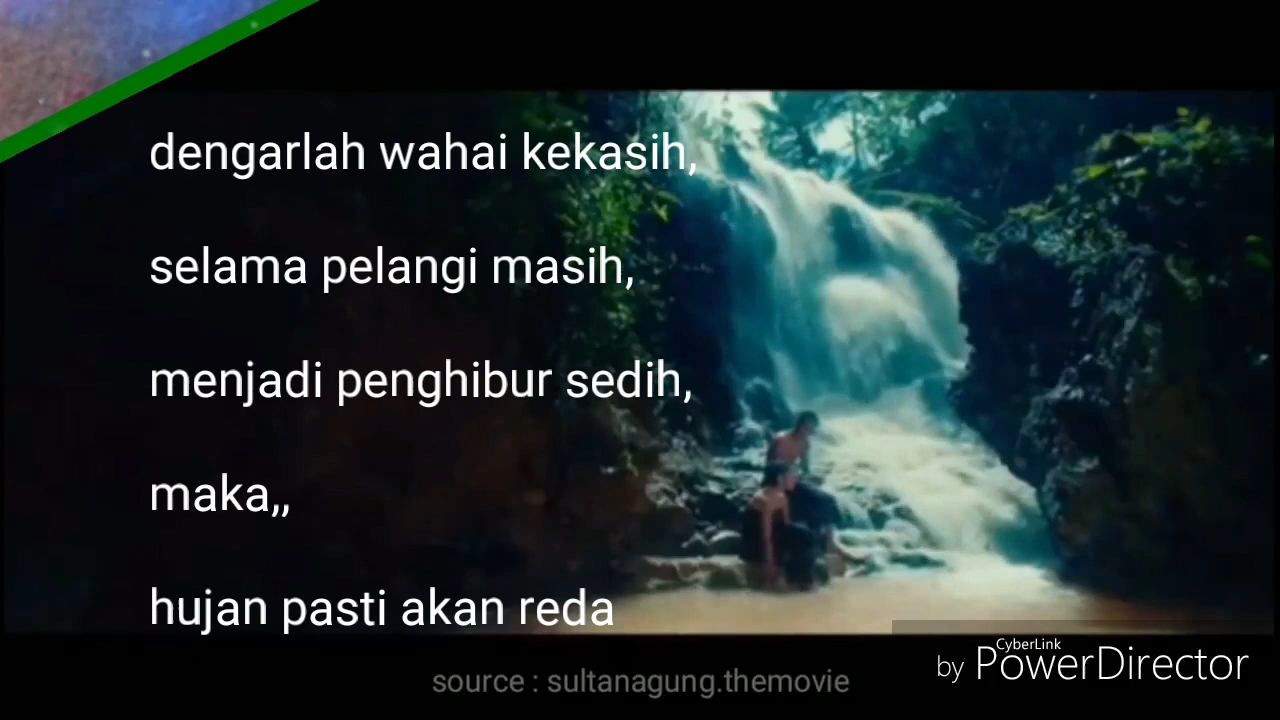 dengarlah wahai kekasih,
selama pelangi masih,
menjadi penghibur sedih,
maka,,
hujan pasti akan reda
source : sultanagung.themovie
CyberLink
by PowerDirector